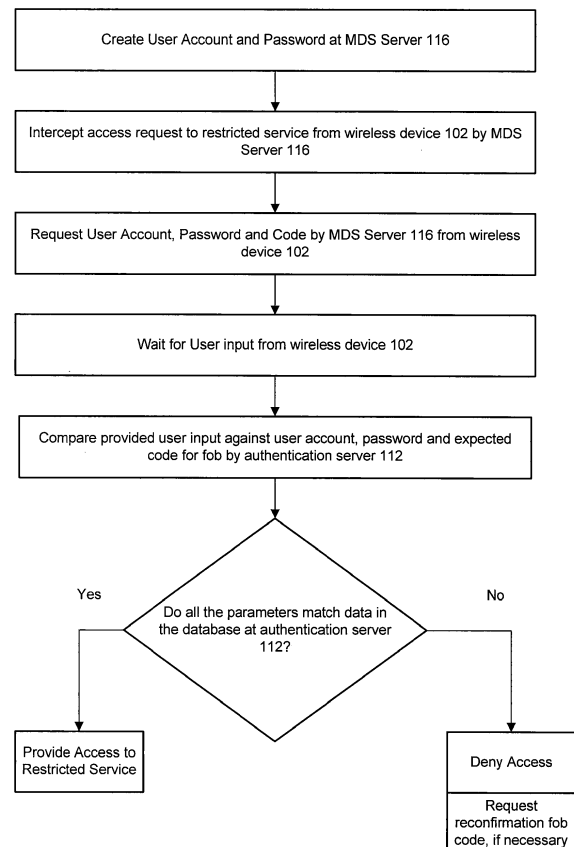 Create User Account and Password at MDS Server 116
Intercept access request to restricted service from wireless device 102 by MDS
Server 116
Request User Account, Password and Code by MDS Server 116 from wireless
device 102
Wait for User input from wireless device 102
Compare provided user input against user account, password and expected
code for fob by authentication server 112
Do all the parameters match data in
the database at authentication server
112?
Yes
No
Provide Access to
Restricted Service
Deny Access
Request
reconfirmation fob
code, if necessary